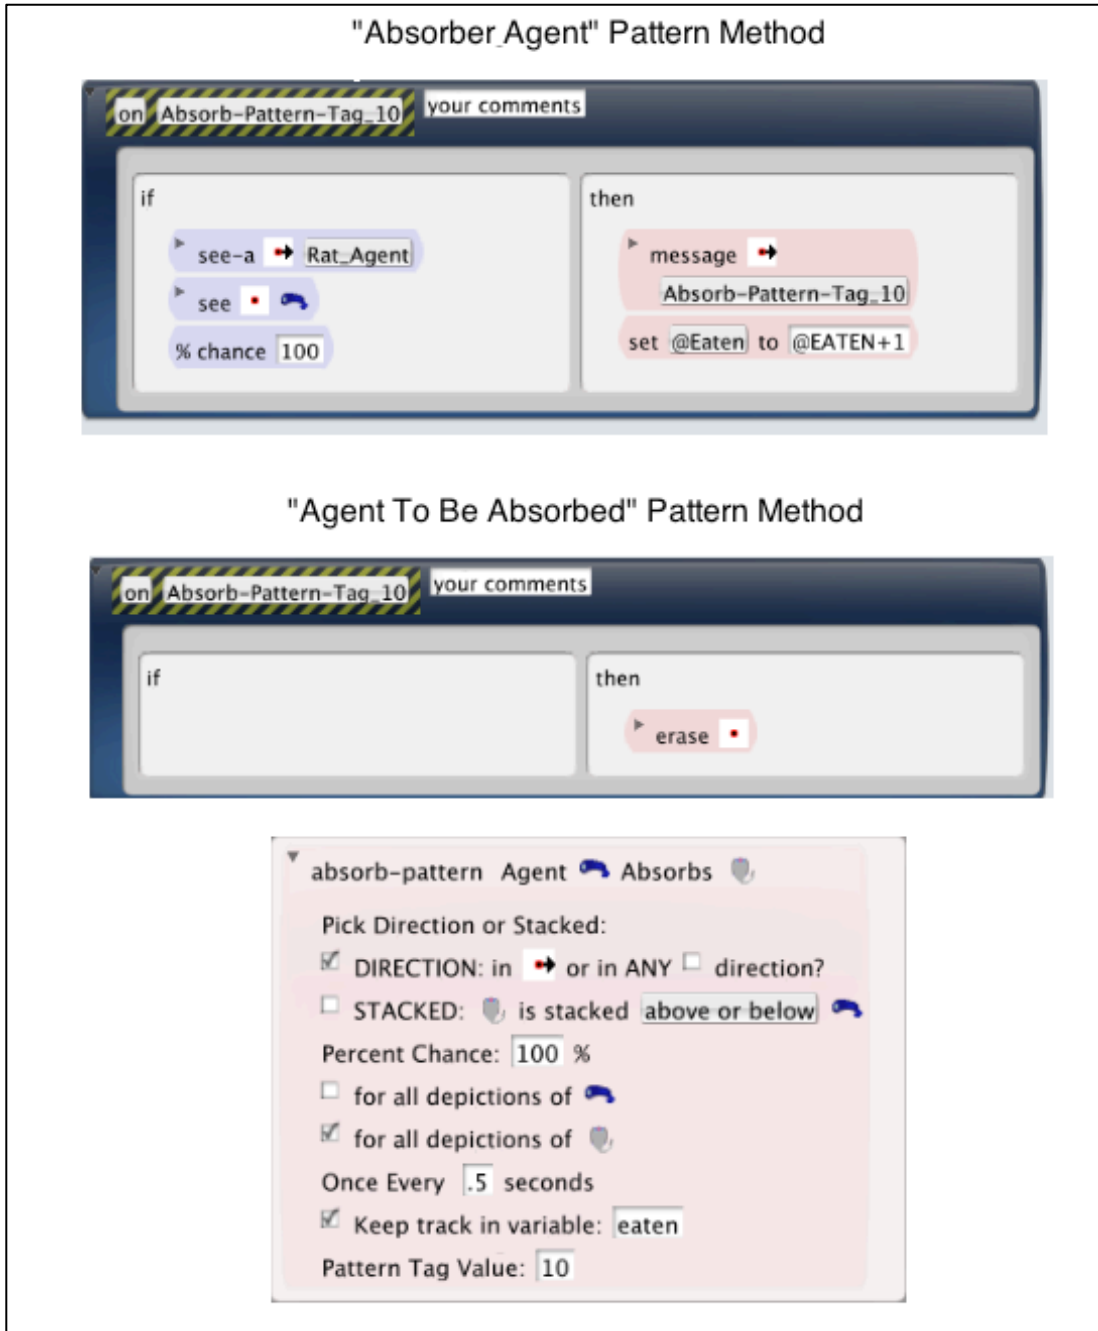 "Absorber Agent" Pattern Method
on Absorb-Pattern-Tag_10 your comments
if
then
see-a Rat_Agent
message
see
Absorb-Pattern-Tag_10
% chance 100
set @Eaten to @EATEN+1
"Agent To Be Absorbed" Pattern Method
on Absorb-Pattern-Tag_10 your comments
if
then
erase
absorb-pattern Agent Absorbs
Pick Direction or Stacked:
DIRECTION: in or in ANY direction?
STACKED: is stacked above or below
Percent Chance: 100 %
for all depictions of
for all depictions of
Once Every .5 seconds
Keep track in variable: eaten
Pattern Tag Value: 10